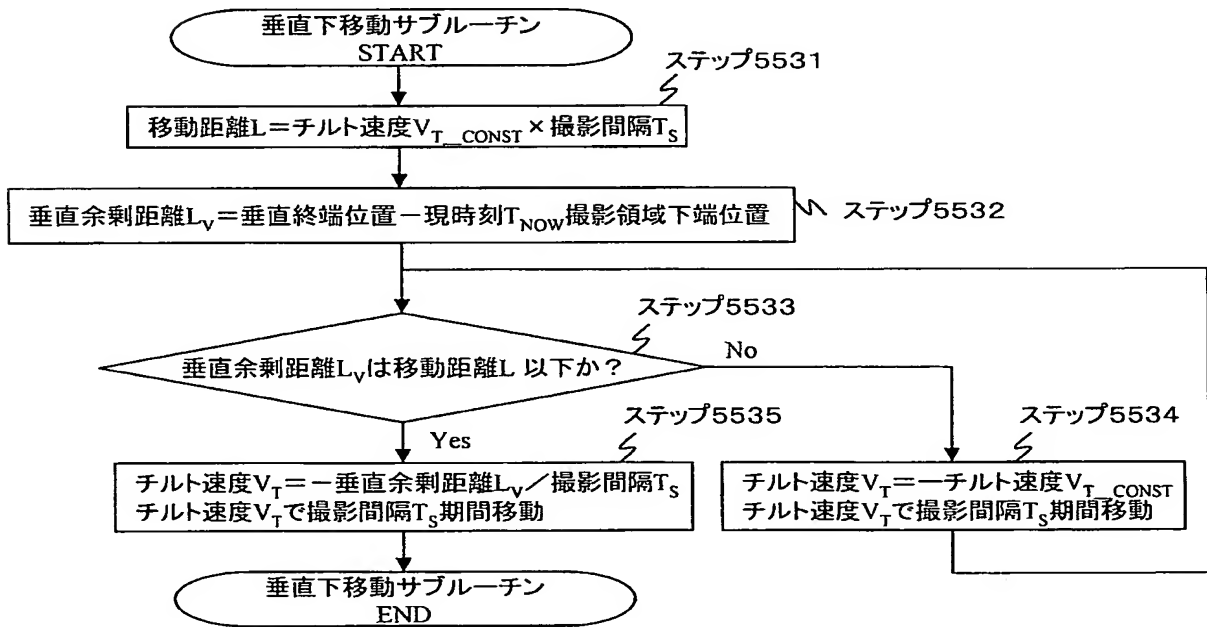 垂直下移動サブルーチン
START
ステップ5531
移動距離L=チルト速度V_T_CONST×撮影間隔T_S
垂直余剰距離L_V=垂直終端位置-現時刻T_NOW撮影領域下端位置
ステップ5532
ステップ5533
垂直余剰距離L_Vは移動距離L 以下か?
No
Yes
ステップ5535
チルト速度V_T=-垂直余剰距離L_V/撮影間隔T_S
チルト速度V_Tで撮影間隔T_S期間移動
ステップ5534
チルト速度V_T=-チルト速度V_T_CONST
チルト速度V_Tで撮影間隔T_S期間移動
垂直下移動サブルーチン
END